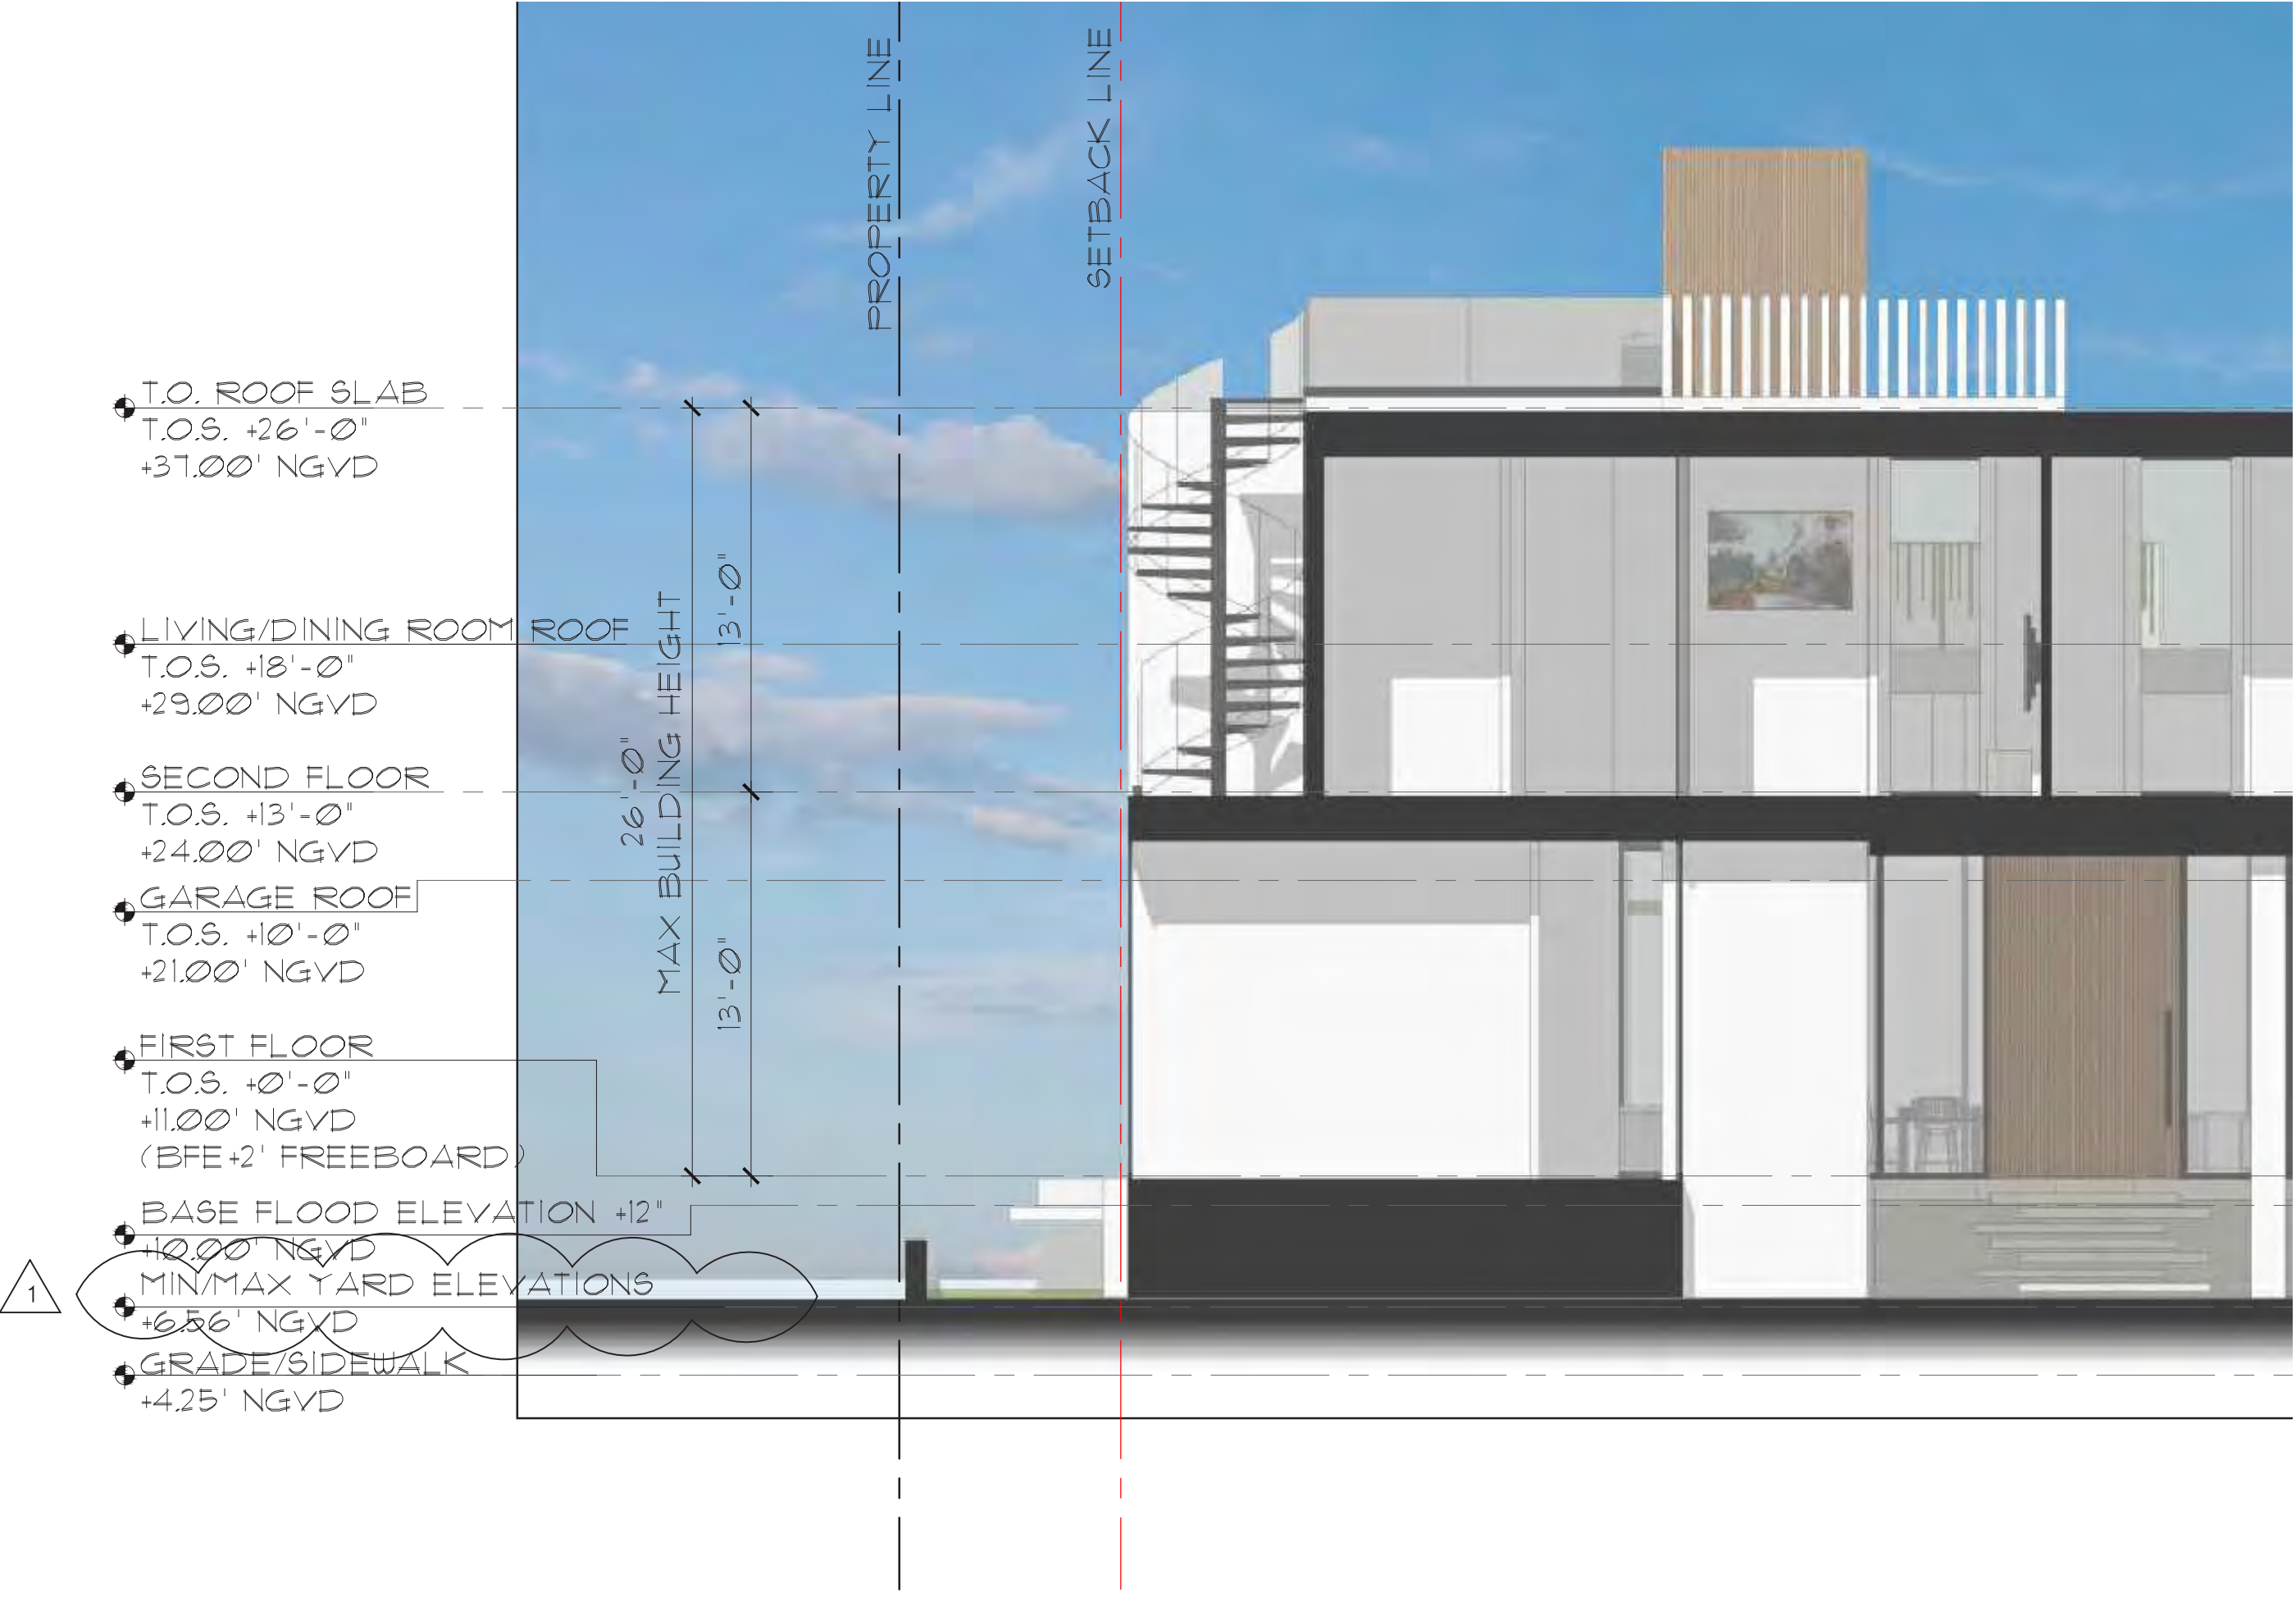 PROPERTY LINE
SETBACK LINE
T.O. ROOF SLAB
T.O.S. +26'-0"
+37.00' NGVD
LIVING/DINING ROOM ROOF
T.O.S. +18'-0"
+29.00' NGVD
SECOND FLOOR
T.O.S. +13'-0"
+24.00' NGVD
GARAGE ROOF
T.O.S. +10'-0"
+21.00' NGVD
FIRST FLOOR
T.O.S. +0'-0"
+11.00' NGVD
(BFE+2' FREEBOARD)
BASE FLOOD ELEVATION +12"
+10.00' NGVD
MIN/MAX YARD ELEVATIONS
+6.56' NGVD
GRADE/SIDEWALK
+4.25' NGVD
1
26'-0"
MAX BUILDING HEIGHT
13'-0"
13'-0"